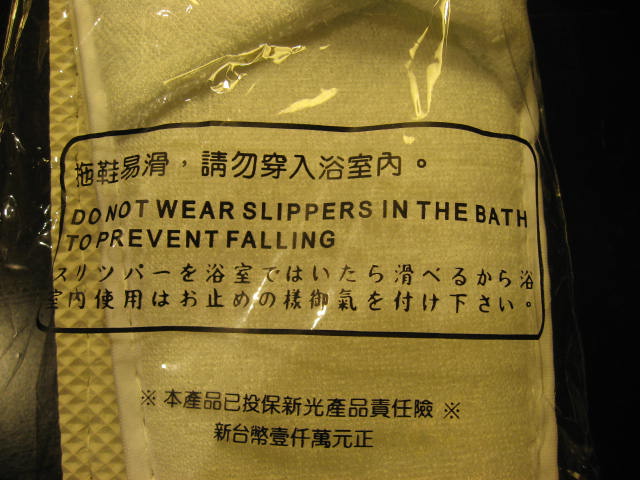 拖鞋易滑，請勿穿入浴室內。
DO NOT WEAR SLIPPERS IN THE BATH
TO PREVENT FALLING
スリツパーを浴室ではいたら滑べるから浴
室内使用はお止めの樣御氣を付け下さい。
※ 本產品已投保新光產品責任險 ※
新台幣壹仟萬元正